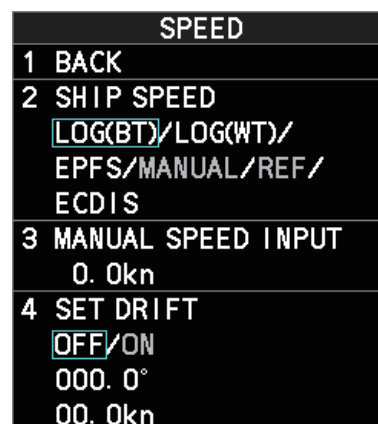 SPEED
1 BACK
2 SHIP SPEED
LOG(BT)/LOG(WT)/
EPFS/MANUAL/REF/
ECDIS
3 MANUAL SPEED INPUT
0.0kn
4 SET DRIFT
OFF/ON
000.0°
00.0kn